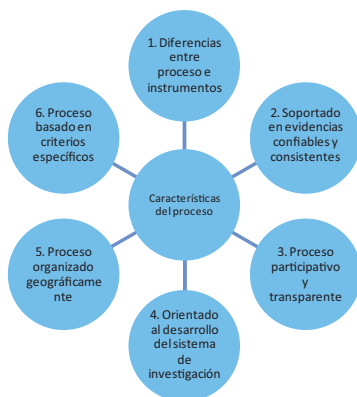 1. Diferencias
entre
proceso e
instrumentos
2. Soportado
en evidencias
confiables y
consistentes
3. Proceso
participativo
y
transparente
4. Orientado
al desarrollo
del sistema
de
investigación
5. Proceso
organizado
geográficame
nte
6. Proceso
basado en
criterios
específicos
Características
del proceso